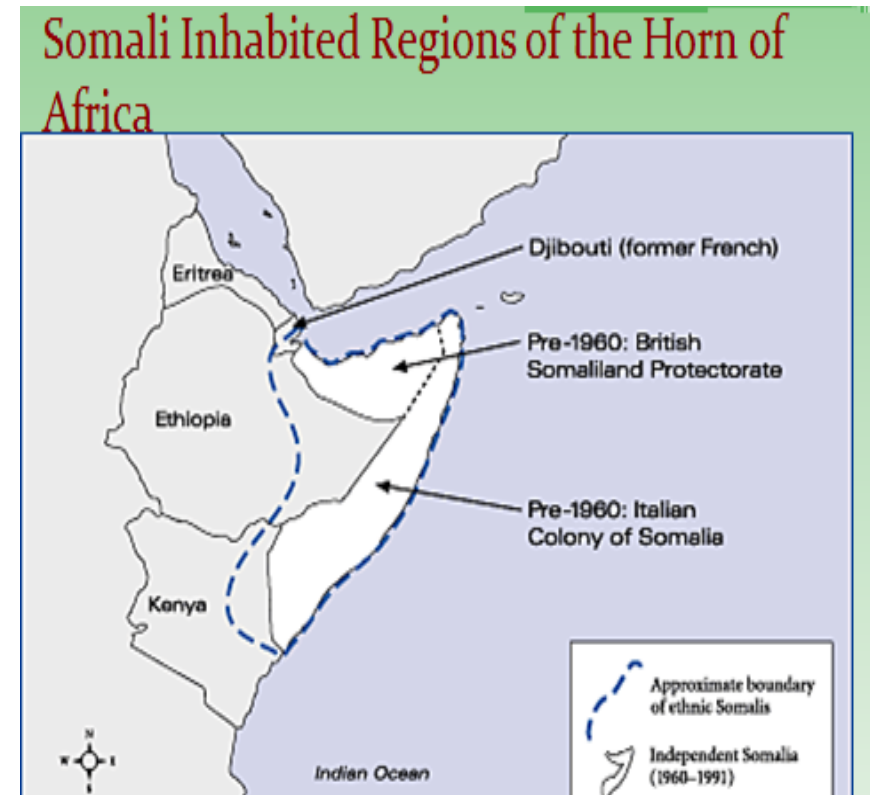 Somali Inhabited Regions of the Horn of
Africa
Djibouti (former French)
Eritrea
Pre-1960: British
Somaliland Protectorate
Ethiopia
Pre-1960: Italian
Colony of Somalia
Kenya
Approximate boundary
of ethnic Somalis
N
W E
S
Independent Somalia
(1960–1991)
Indian Ocean